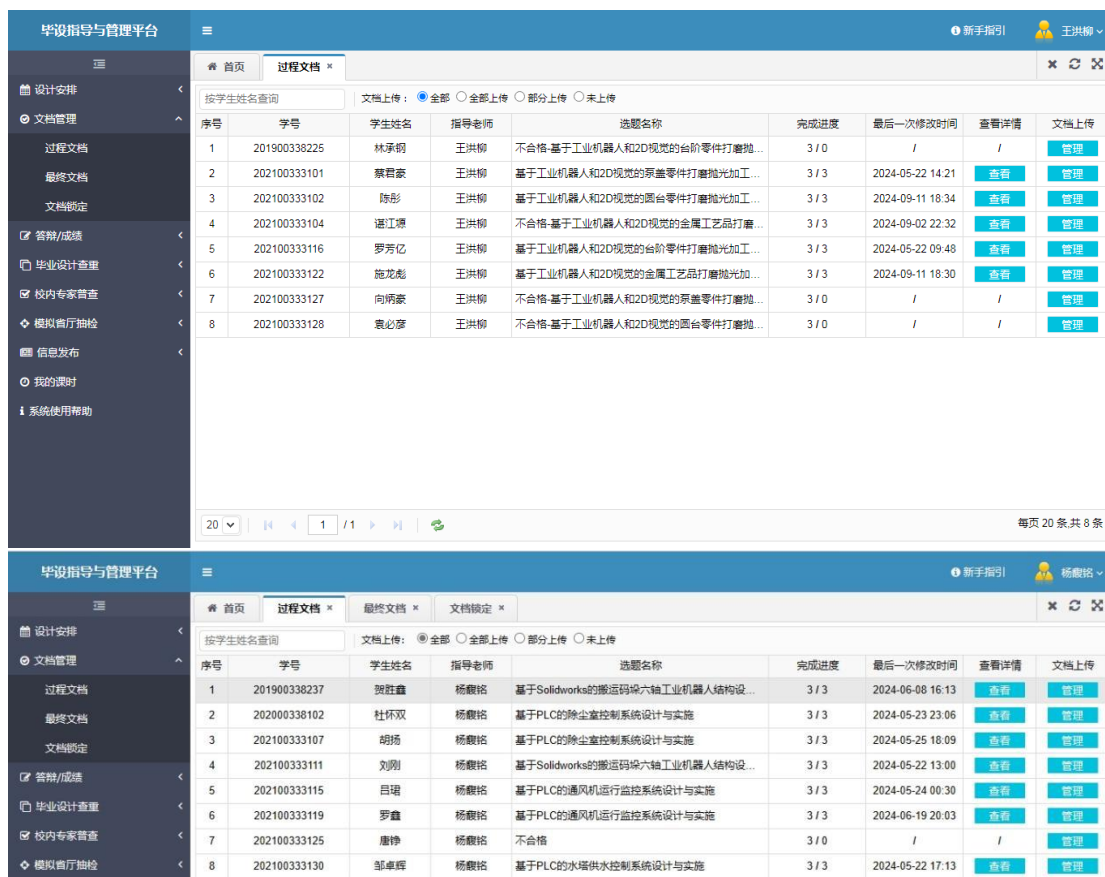 毕设指导与管理平台 新手指引 王洪柳
首页 过程文档 ×
设计安排
文档管理
过程文档
最终文档
文档锁定
答辩/成绩
毕业设计查重
校内专家普查
模拟省厅抽检
信息发布
我的课时
系统使用帮助
按学生姓名查询 文档上传： 全部 全部上传 部分上传 未上传
序号 学号 学生姓名 指导老师 选题名称 完成进度 最后一次修改时间 查看详情 文档上传
1 201900338225 林承钢 王洪柳 不合格-基于工业机器人和2D视觉的台阶零件打磨抛... 3 / 0 / / 管理
2 202100333101 蔡君豪 王洪柳 基于工业机器人和2D视觉的泵盖零件打磨抛光加工... 3 / 3 2024-05-22 14:21 查看 管理
3 202100333102 陈彤 王洪柳 基于工业机器人和2D视觉的圆台零件打磨抛光加工... 3 / 3 2024-09-11 18:34 查看 管理
4 202100333104 谌江源 王洪柳 不合格-基于工业机器人和2D视觉的金属工艺品打磨... 3 / 3 2024-09-02 22:32 查看 管理
5 202100333116 罗芳亿 王洪柳 基于工业机器人和2D视觉的台阶零件打磨抛光加工... 3 / 3 2024-05-22 09:48 查看 管理
6 202100333122 施龙彪 王洪柳 基于工业机器人和2D视觉的金属工艺品打磨抛光加... 3 / 3 2024-09-11 18:30 查看 管理
7 202100333127 向炳豪 王洪柳 不合格-基于工业机器人和2D视觉的泵盖零件打磨抛... 3 / 0 / / 管理
8 202100333128 袁必彦 王洪柳 不合格-基于工业机器人和2D视觉的圆台零件打磨抛... 3 / 0 / / 管理
20 1 / 1 每页 20 条,共 8 条
毕设指导与管理平台 新手指引 杨馥铭
首页 过程文档 × 最终文档 × 文档锁定 ×
设计安排
文档管理
过程文档
最终文档
文档锁定
答辩/成绩
毕业设计查重
校内专家普查
模拟省厅抽检
按学生姓名查询 文档上传： 全部 全部上传 部分上传 未上传
序号 学号 学生姓名 指导老师 选题名称 完成进度 最后一次修改时间 查看详情 文档上传
1 201900338237 贺胜鑫 杨馥铭 基于Solidworks的搬运码垛六轴工业机器人结构设... 3 / 3 2024-06-08 16:13 查看 管理
2 202000338102 杜怀双 杨馥铭 基于PLC的除尘室控制系统设计与实施 3 / 3 2024-05-23 23:06 查看 管理
3 202100333107 胡扬 杨馥铭 基于PLC的除尘室控制系统设计与实施 3 / 3 2024-05-25 18:09 查看 管理
4 202100333111 刘刚 杨馥铭 基于Solidworks的搬运码垛六轴工业机器人结构设... 3 / 3 2024-05-22 13:00 查看 管理
5 202100333115 吕珺 杨馥铭 基于PLC的通风机运行监控系统设计与实施 3 / 3 2024-05-24 00:30 查看 管理
6 202100333119 罗鑫 杨馥铭 基于PLC的通风机运行监控系统设计与实施 3 / 3 2024-06-19 20:03 查看 管理
7 202100333125 唐铮 杨馥铭 不合格 3 / 0 / / 管理
8 202100333130 邹卓辉 杨馥铭 基于PLC的水塔供水控制系统设计与实施 3 / 3 2024-05-22 17:13 查看 管理